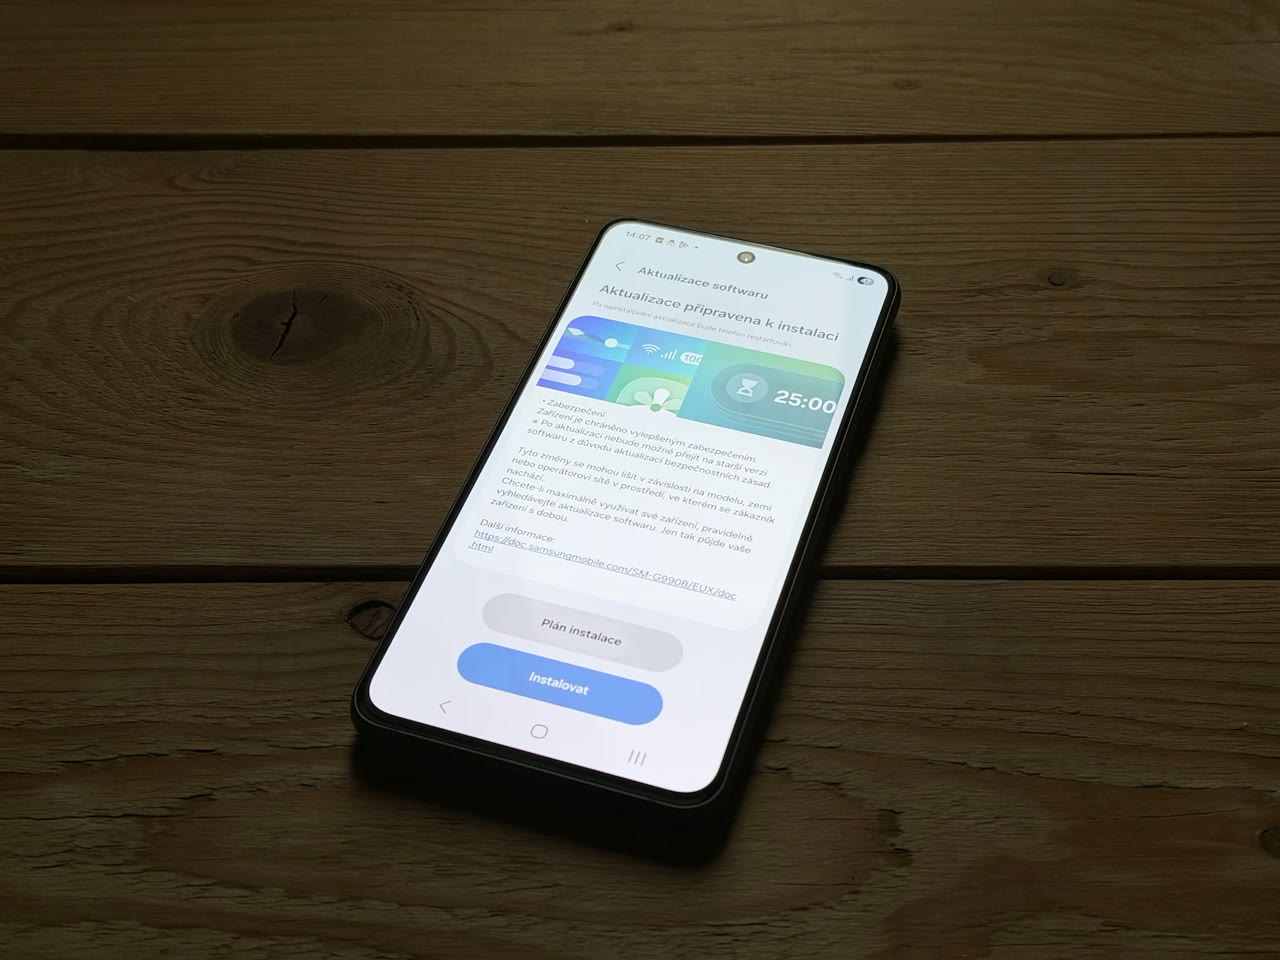 14:07
Aktualizace softwaru
Aktualizace připravena k instalaci
Po nainstalování aktualizace bude telefon restartován.
100
25:00
• Zabezpečení
Zařízení je chráněno vylepšeným zabezpečením.
※ Po aktualizaci nebude možné přejít na starší verzi
softwaru z důvodu aktualizací bezpečnostních zásad.
Tyto změny se mohou lišit v závislosti na modelu, zemi
nebo operátorovi sítě v prostředí, ve kterém se zákazník
nachází.
Chcete-li maximálně využívat své zařízení, pravidelně
vyhledávejte aktualizace softwaru. Jen tak půjde vaše
zařízení s dobou.
Další informace:
https://doc.samsungmobile.com/SM-G990B/EUX/doc
.html
Plán instalace
Instalovat